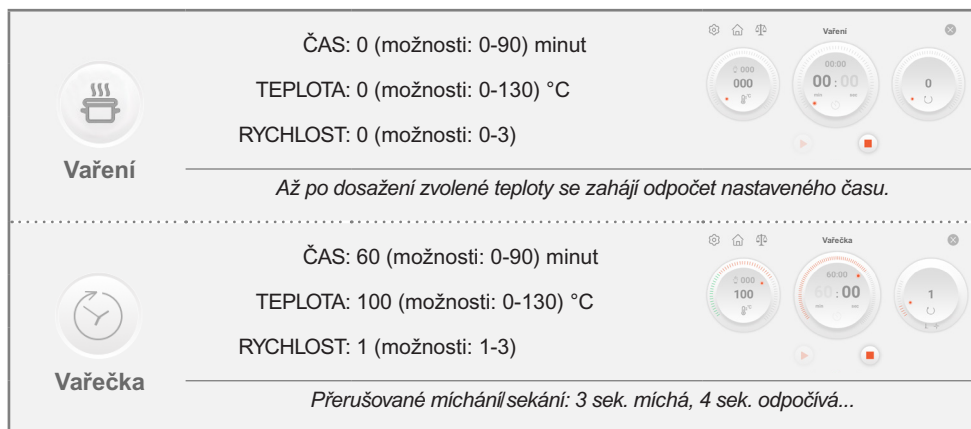 ČAS: 0 (možnosti: 0-90) minut
TEPLOTA: 0 (možnosti: 0-130) °C
RYCHLOST: 0 (možnosti: 0-3)
Vaření
Vaření
000
000
°F
00:00
00:00
0
Až po dosažení zvolené teploty se zahájí odpočet nastaveného času.
ČAS: 60 (možnosti: 0-90) minut
TEPLOTA: 100 (možnosti: 0-130) °C
RYCHLOST: 1 (možnosti: 1-3)
Vařečka
Vařečka
000
100
°F
60:00
60:00
1
Přerušované míchání/sekání: 3 sek. míchá, 4 sek. odpočívá...